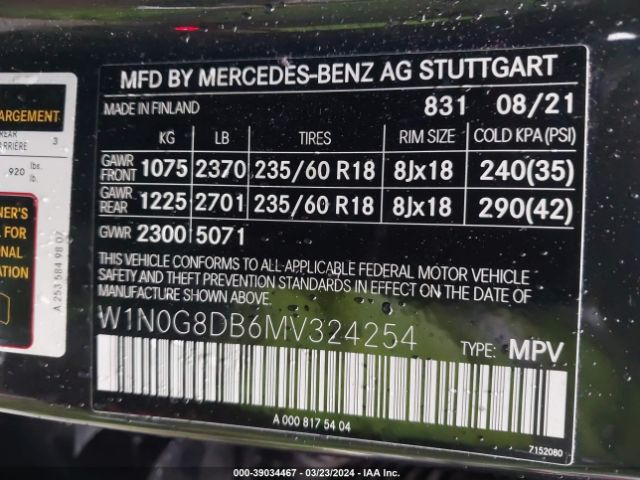 MFD BY MERCEDES-BENZ AG STUTTGART
MADE IN FINLAND 831 08/21
KG LB TIRES RIM SIZE COLD KPA(PSI)
GAWR FRONT 1075 2370 235/60 R18 8Jx18 240(35)
GAWR REAR 1225 2701 235/60 R18 8Jx18 290(42)
GVWR 2300 5071
THIS VEHICLE CONFORMS TO ALL APPLICABLE FEDERAL MOTOR VEHICLE
SAFETY AND THEFT PREVENTION STANDARDS IN EFFECT ON THE DATE OF
MANUFACTURE SHOWN ABOVE.
W1N0G8DB6MV324254 TYPE: MPV
A 000 817 54 04
7152080
REAR 3
920 lbs.
lb.
FOR
A 253 584 98 07
000-39034467 - 03/23/2024 - IAA Inc.